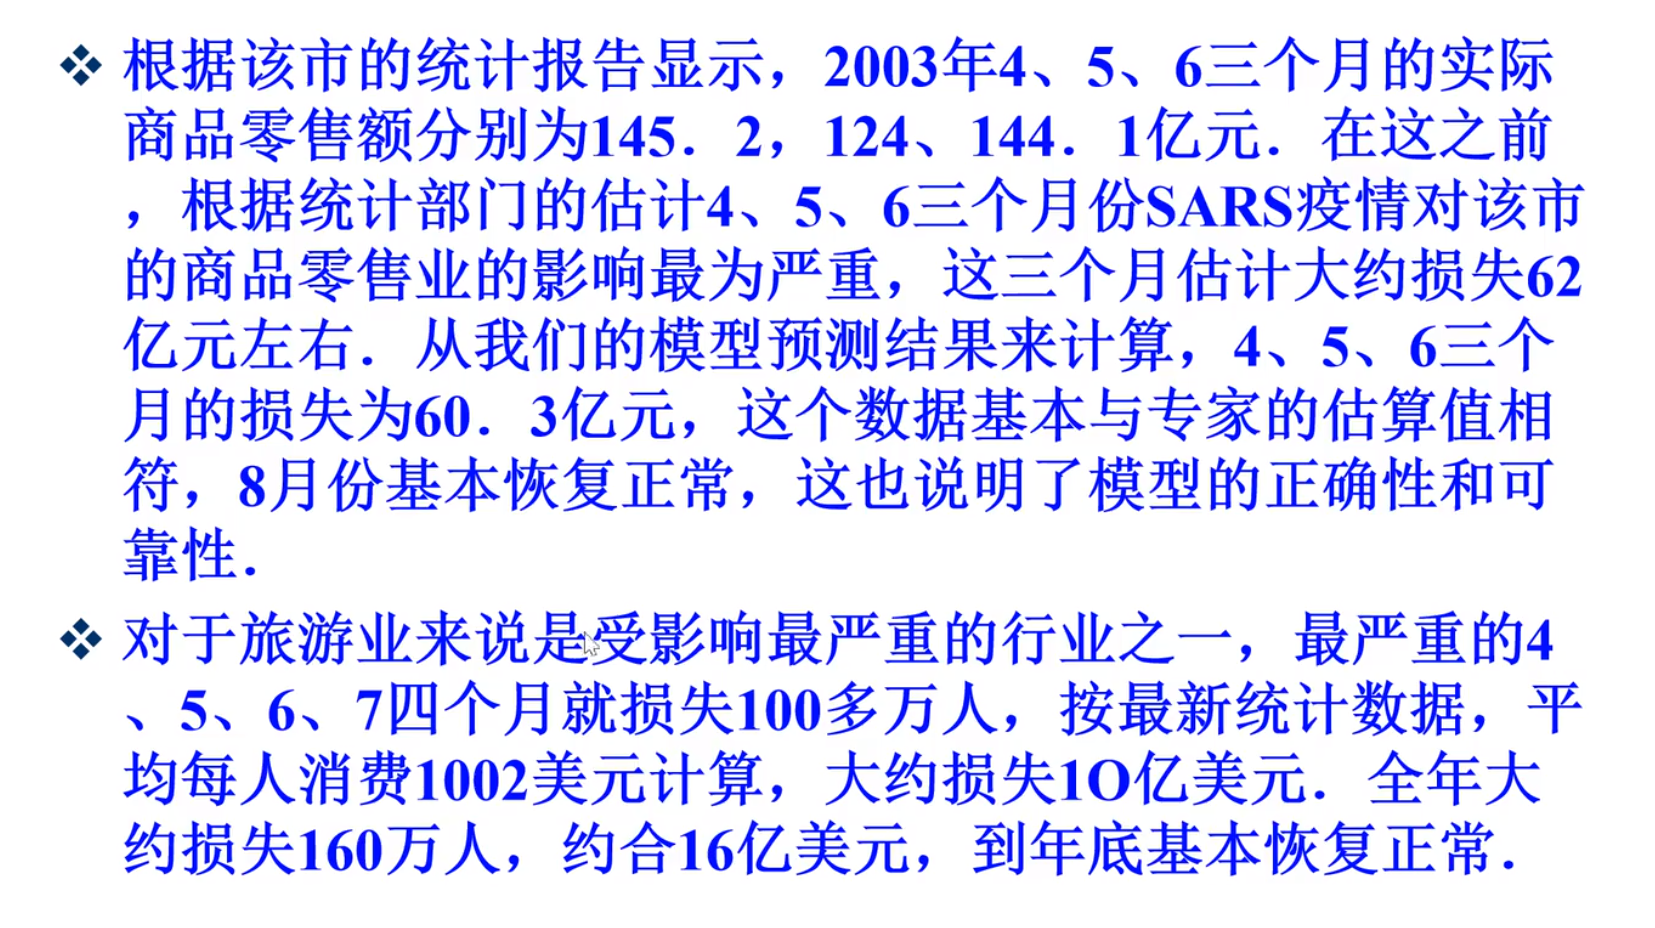 ❖ 根据该市的统计报告显示，2003年4、5、6三个月的实际
商品零售额分别为145．2，124、144．1亿元．在这之前
，根据统计部门的估计4、5、6三个月份SARS疫情对该市
的商品零售业的影响最为严重，这三个月估计大约损失62
亿元左右．从我们的模型预测结果来计算，4、5、6三个
月的损失为60．3亿元，这个数据基本与专家的估算值相
符，8月份基本恢复正常，这也说明了模型的正确性和可
靠性．
❖ 对于旅游业来说是受影响最严重的行业之一，最严重的4
、5、6、7四个月就损失100多万人，按最新统计数据，平
均每人消费1002美元计算，大约损失1O亿美元．全年大
约损失160万人，约合16亿美元，到年底基本恢复正常．